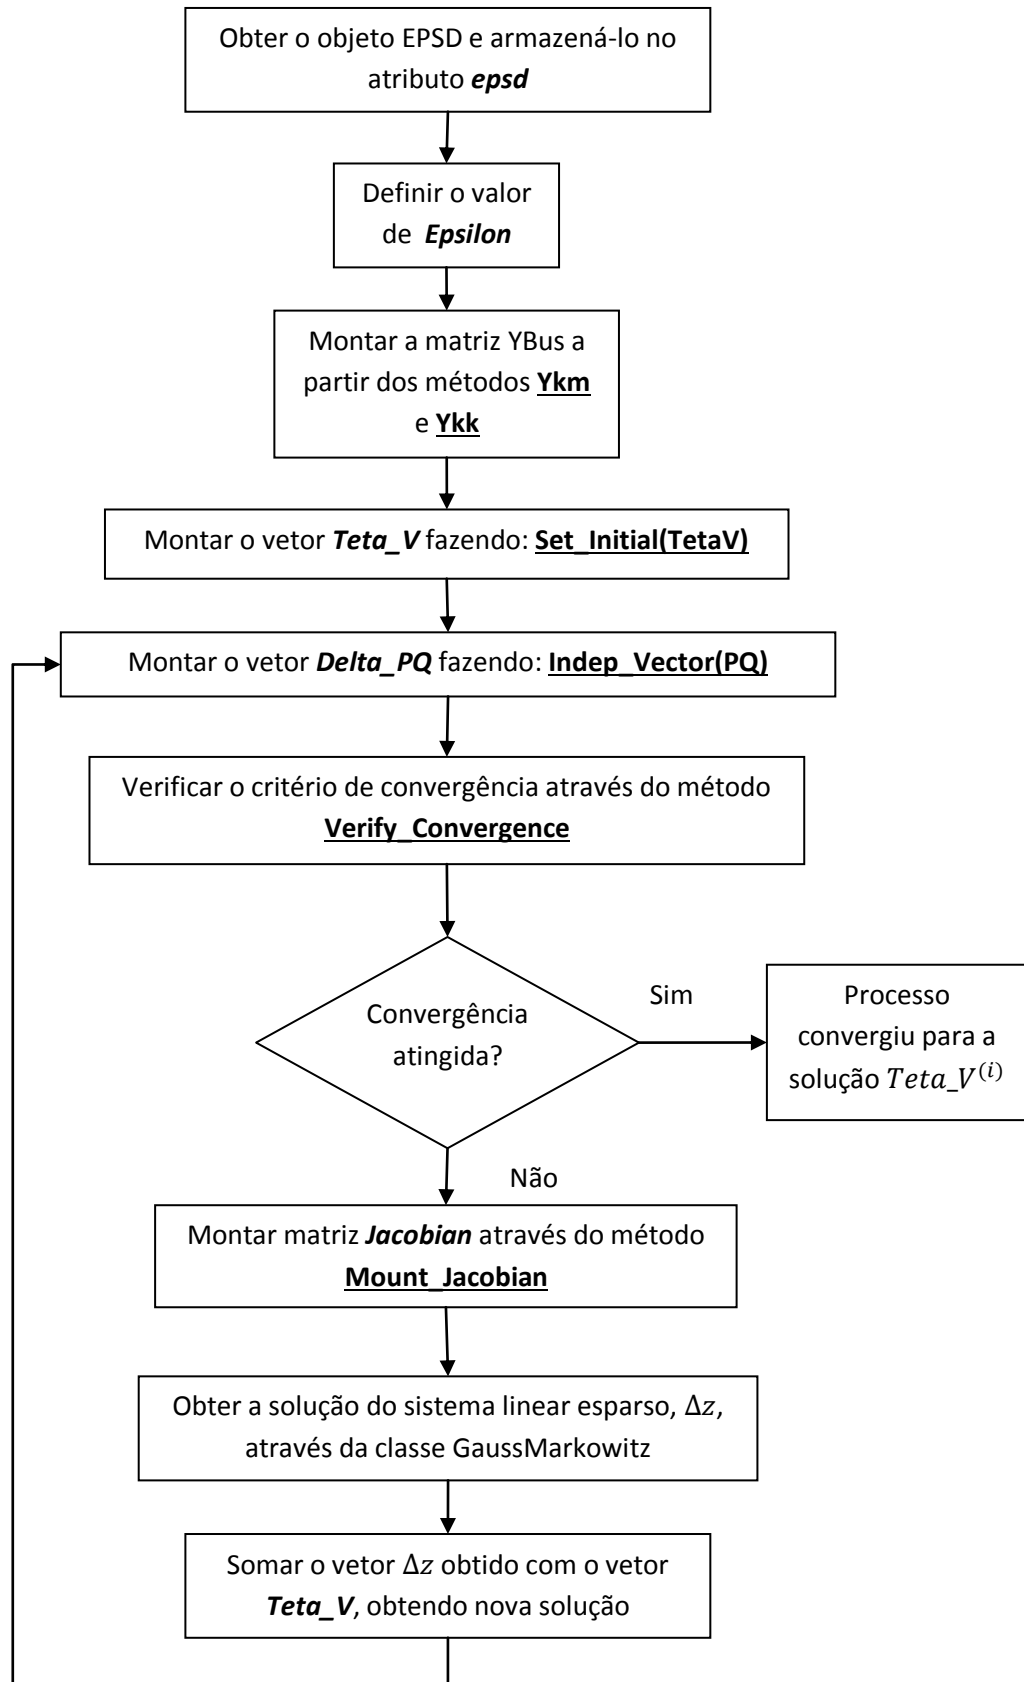 Obter o objeto EPSD e armazená-lo no
atributo epsd
Definir o valor
de Epsilon
Montar a matriz YBus a
partir dos métodos Ykm
e Ykk
Montar o vetor Teta_V fazendo: Set_Initial(TetaV)
Montar o vetor Delta_PQ fazendo: Indep_Vector(PQ)
Verificar o critério de convergência através do método
Verify_Convergence
Convergência
atingida?
Sim
Processo
convergiu para a
solução Teta_V^(i)
Não
Montar matriz Jacobian através do método
Mount_Jacobian
Obter a solução do sistema linear esparso, Δz,
através da classe GaussMarkowitz
Somar o vetor Δz obtido com o vetor
Teta_V, obtendo nova solução